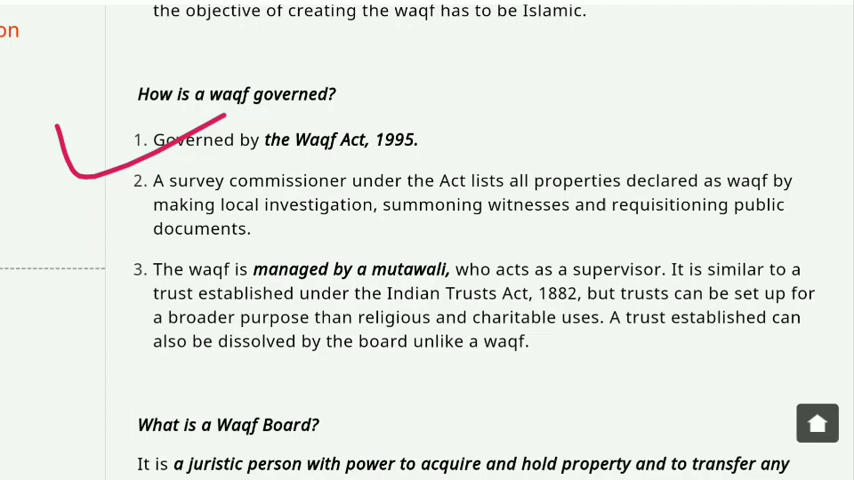 the objective of creating the waqf has to be Islamic.
on
How is a waqf governed?
1. Governed by the Waqf Act, 1995.
2. A survey commissioner under the Act lists all properties declared as waqf by
making local investigation, summoning witnesses and requisitioning public
documents.
3. The waqf is managed by a mutawali, who acts as a supervisor. It is similar to a
trust established under the Indian Trusts Act, 1882, but trusts can be set up for
a broader purpose than religious and charitable uses. A trust established can
also be dissolved by the board unlike a waqf.
What is a Waqf Board?
It is a juristic person with power to acquire and hold property and to transfer any